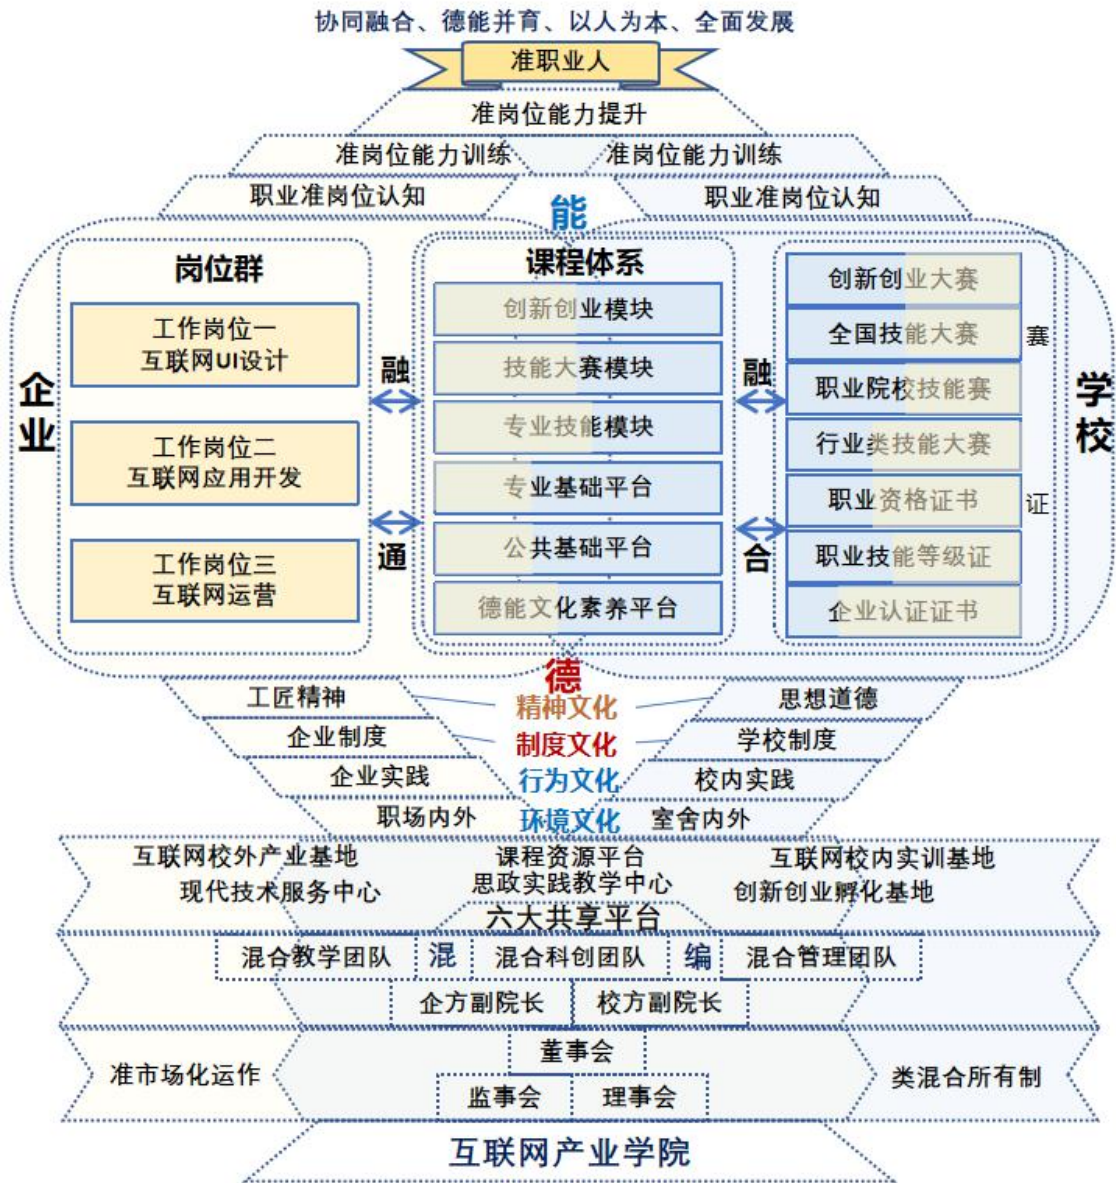 协同融合、德能并育、以人为本、全面发展
准职业人
准岗位能力提升
准岗位能力训练
准岗位能力训练
职业准岗位认知
职业准岗位认知
能
企业
岗位群
工作岗位一
互联网UI设计
工作岗位二
互联网应用开发
工作岗位三
互联网运营
融
通
课程体系
创新创业模块
技能大赛模块
专业技能模块
专业基础平台
公共基础平台
德能文化素养平台
融
合
创新创业大赛
全国技能大赛
职业院校技能赛
行业类技能大赛
职业资格证书
职业技能等级证
企业认证证书
赛
证
学校
德
工匠精神
精神文化
思想道德
企业制度
制度文化
学校制度
企业实践
行为文化
校内实践
职场内外
环境文化
室舍内外
互联网校外产业基地
课程资源平台
互联网校内实训基地
现代技术服务中心
思政实践教学中心
创新创业孵化基地
六大共享平台
混合教学团队
混
混合科创团队
编
混合管理团队
企方副院长
校方副院长
董事会
准市场化运作
类混合所有制
监事会
理事会
互联网产业学院